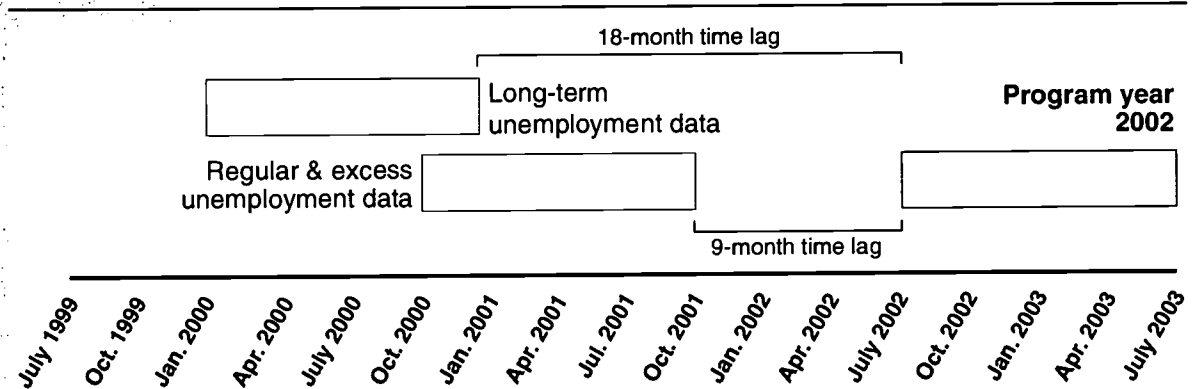 18-month time lag
Long-term
unemployment data
Program year
2002
Regular & excess
unemployment data
9-month time lag
July 1999
Oct. 1999
Jan. 2000
Apr. 2000
July 2000
Oct. 2000
Jan. 2001
Apr. 2001
Jul. 2001
Oct. 2001
Jan. 2002
Apr. 2002
July 2002
Oct. 2002
Jan. 2003
Apr. 2003
July 2003